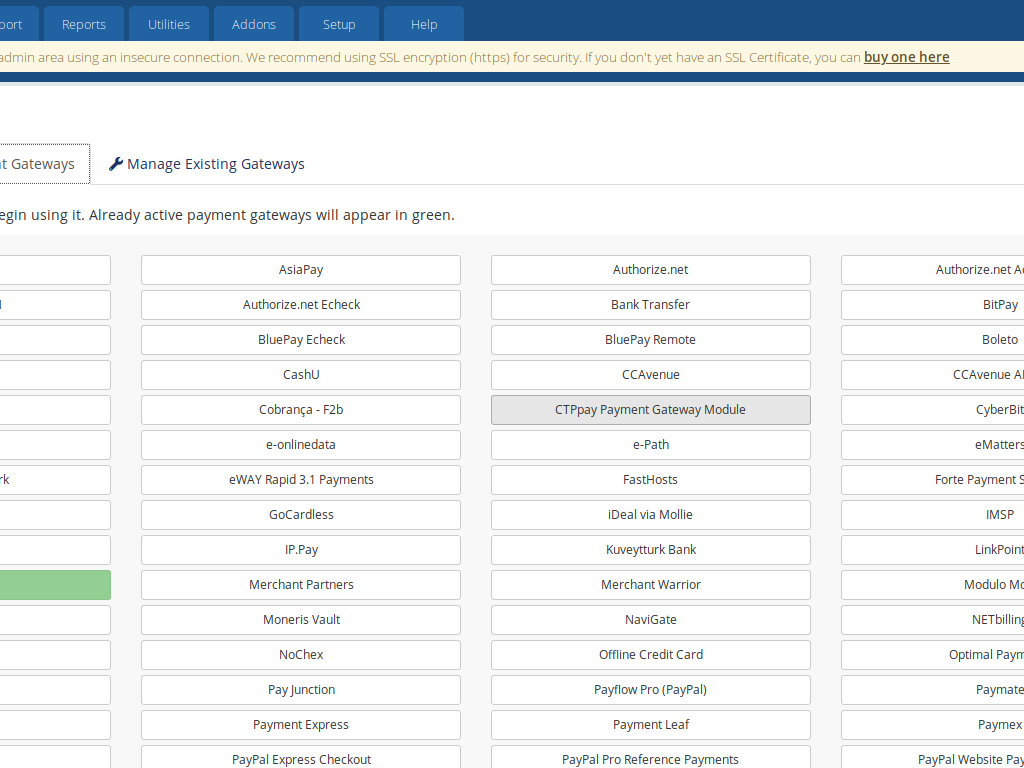 port Reports Utilities Addons Setup Help
admin area using an insecure connection. We recommend using SSL encryption (https) for security. If you don't yet have an SSL Certificate, you can buy one here
nt Gateways Manage Existing Gateways
egin using it. Already active payment gateways will appear in green.
AsiaPay Authorize.net Authorize.net Ac
Authorize.net Echeck Bank Transfer BitPay
BluePay Echeck BluePay Remote Boleto
CashU CCAvenue CCAvenue
Cobrança - F2b CTPpay Payment Gateway Module CyberBit
e-onlinedata e-Path eMatters
rk eWAY Rapid 3.1 Payments FastHosts Forte Payment S
GoCardless iDeal via Mollie IMSP
IP.Pay Kuveytturk Bank LinkPoint
Merchant Partners Merchant Warrior Modulo Mo
Moneris Vault NaviGate NETbilling
NoChex Offline Credit Card Optimal Paym
Pay Junction Payflow Pro (PayPal) Paymate
Payment Express Payment Leaf Paymex
PayPal Express Checkout PayPal Pro Reference Payments PayPal Website Pay